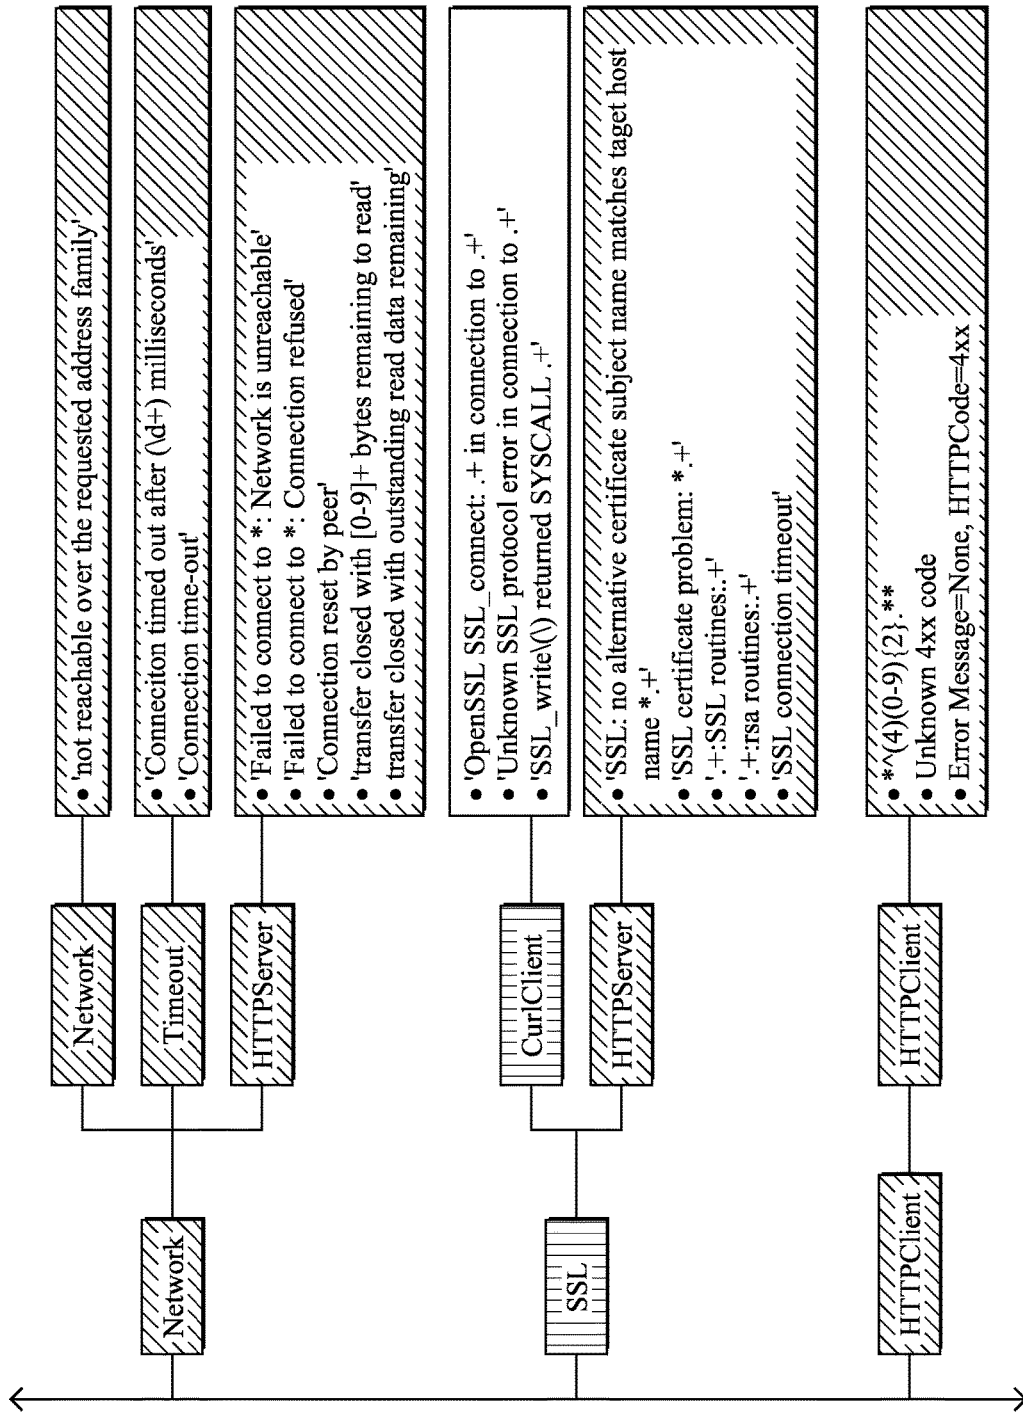 Network
Network
• 'not reachable over the requested address family'
Timeout
• 'Conneciton timed out after (\d+) milliseconds'
• 'Connection time-out'
HTTPServer
• 'Failed to connect to *: Network is unreachable'
• 'Failed to connect to *: Connection refused'
• 'Connection reset by peer'
• 'transfer closed with [0-9]+ bytes remaining to read'
• transfer closed with outstanding read data remaining'
SSL
CurlClient
• 'OpenSSL SSL_connect: .+ in connection to .+'
• 'Unknown SSL protocol error in connection to .+'
• 'SSL_write\(\) returned SYSCALL .+'
HTTPServer
• 'SSL: no alternative certificate subject name matches taget host
name *.+'
• 'SSL certificate problem: *.+'
• '.+:SSL routines:.+'
• '.+:rsa routines:.+'
• 'SSL connection timeout'
HTTPClient
HTTPClient
• *^(4)(0-9){2}.**
• Unknown 4xx code
• Error Message=None, HTTPCode=4xx